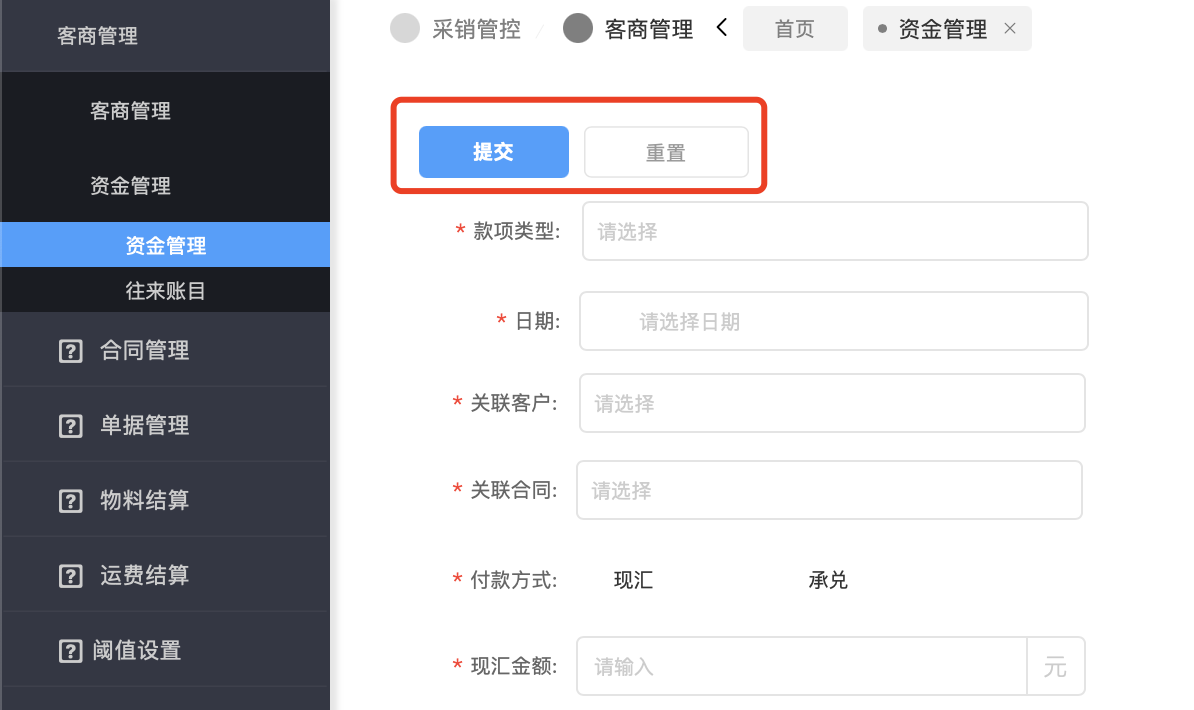 客商管理
客商管理
资金管理
资金管理
往来账目
合同管理
单据管理
物料结算
运费结算
阈值设置
采销管控 / 客商管理 首页 资金管理 ×
提交 重置
* 款项类型: 请选择
* 日期: 请选择日期
* 关联客户: 请选择
* 关联合同: 请选择
* 付款方式: 现汇 承兑
* 现汇金额: 请输入 元